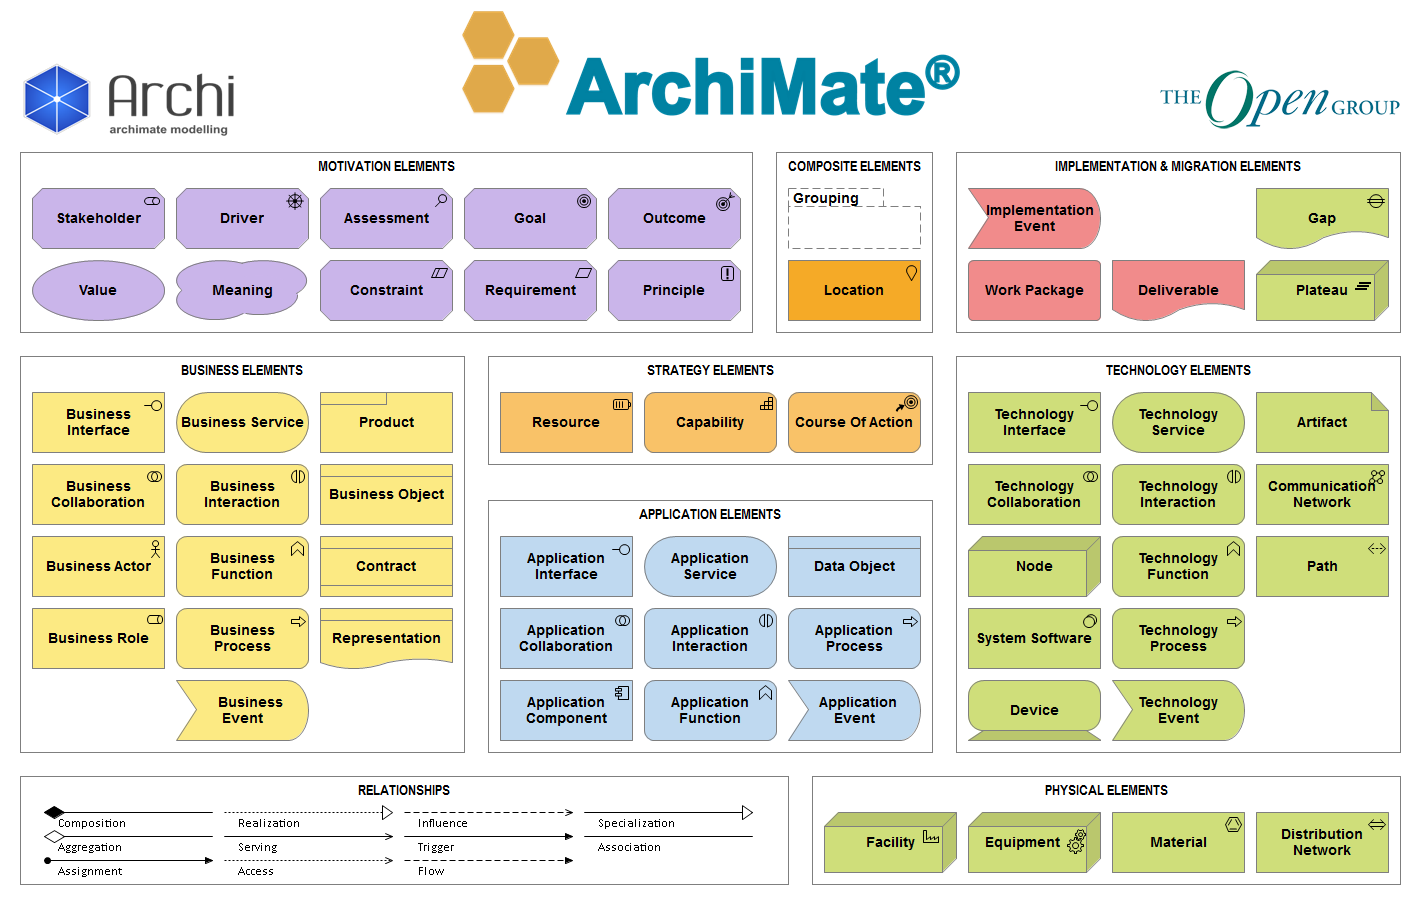 Archi
archimate modelling
ArchiMate®
THE Open GROUP
MOTIVATION ELEMENTS
Stakeholder
Driver
Assessment
Goal
Outcome
Value
Meaning
Constraint
Requirement
Principle
COMPOSITE ELEMENTS
Grouping
Location
IMPLEMENTATION & MIGRATION ELEMENTS
Implementation
Event
Gap
Work Package
Deliverable
Plateau
BUSINESS ELEMENTS
Business
Interface
Business Service
Product
Business
Collaboration
Business
Interaction
Business Object
Business Actor
Business
Function
Contract
Business Role
Business
Process
Representation
Business
Event
STRATEGY ELEMENTS
Resource
Capability
Course Of Action
APPLICATION ELEMENTS
Application
Interface
Application
Service
Data Object
Application
Collaboration
Application
Interaction
Application
Process
Application
Component
Application
Function
Application
Event
TECHNOLOGY ELEMENTS
Technology
Interface
Technology
Service
Artifact
Technology
Collaboration
Technology
Interaction
Communication
Network
Node
Technology
Function
Path
System Software
Technology
Process
Device
Technology
Event
RELATIONSHIPS
Composition
Realization
Influence
Specialization
Aggregation
Serving
Trigger
Association
Assignment
Access
Flow
PHYSICAL ELEMENTS
Facility
Equipment
Material
Distribution
Network